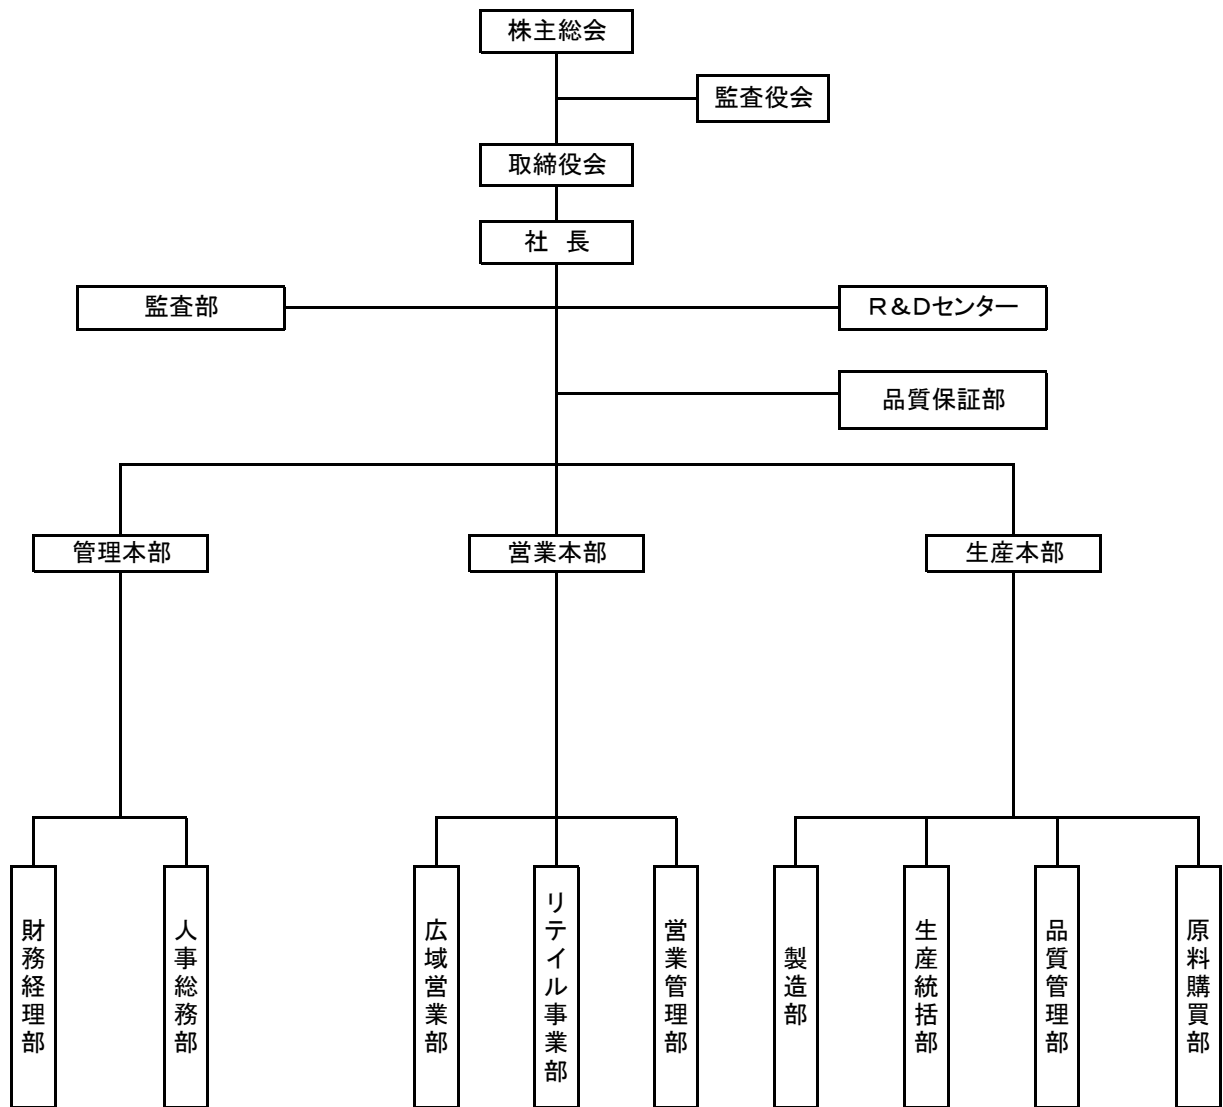 株主総会
監査役会
取締役会
社 長
監査部
R&Dセンター
品質保証部
管理本部
営業本部
生産本部
財務経理部
人事総務部
広域営業部
リテイル事業部
営業管理部
製造部
生産統括部
品質管理部
原料購買部